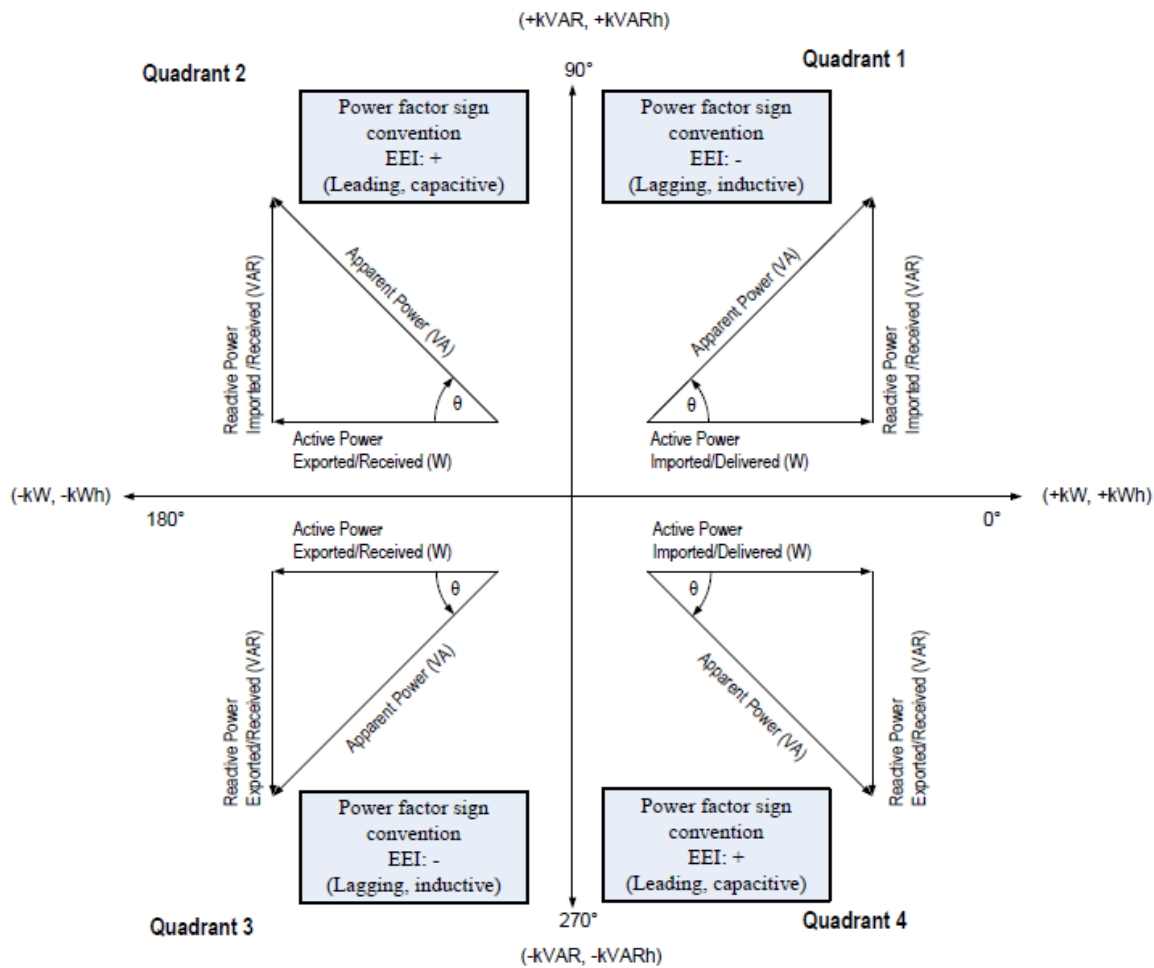 (+kVAR, +kVARh)
Quadrant 2
90°
Quadrant 1
Power factor sign
convention
EEI: +
(Leading, capacitive)
Power factor sign
convention
EEI: -
(Lagging, inductive)
Reactive Power
Imported /Received (VAR)
Apparent Power (VA)
θ
Active Power
Exported/Received (W)
Apparent Power (VA)
θ
Active Power
Imported/Delivered (W)
Reactive Power
Imported /Received (VAR)
(-kW, -kWh)
180°
0°
(+kW, +kWh)
Active Power
Exported/Received (W)
θ
Reactive Power
Exported/Received (VAR)
Apparent Power (VA)
Active Power
Imported/Delivered (W)
θ
Apparent Power (VA)
Reactive Power
Exported/Received (VAR)
Power factor sign
convention
EEI: -
(Lagging, inductive)
Power factor sign
convention
EEI: +
(Leading, capacitive)
Quadrant 3
270°
Quadrant 4
(-kVAR, -kVARh)